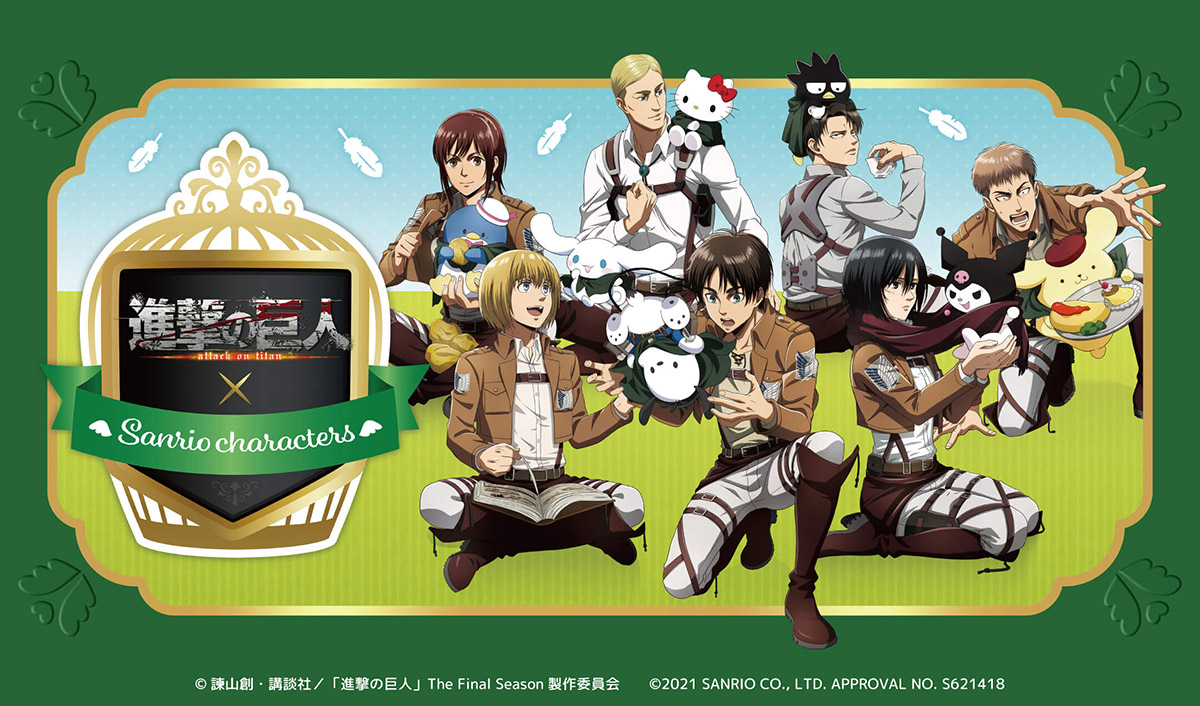 進撃の巨人
attack on titan
×
Sanrio characters
© 諫山創・講談社／「進撃の巨人」The Final Season 製作委員会 ©2021 SANRIO CO., LTD. APPROVAL NO. S621418